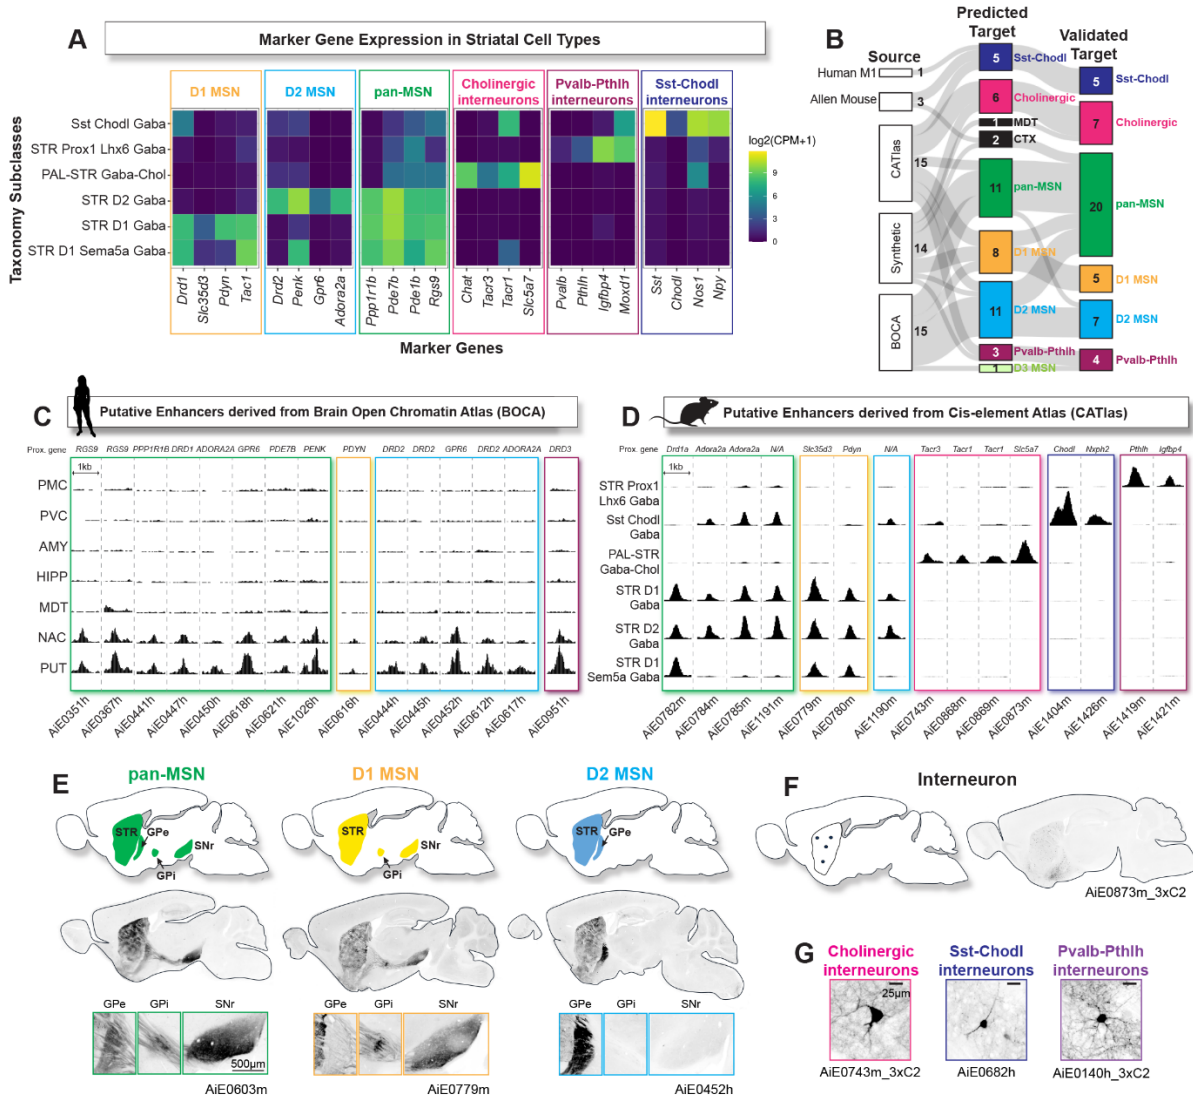 A
Marker Gene Expression in Striatal Cell Types
D1 MSN
D2 MSN
pan-MSN
Cholinergic
interneurons
Pvalb-Pthlh
interneurons
Sst-Chodl
interneurons
Taxonomy Subclasses
Sst Chodl Gaba
STR Prox1 Lhx6 Gaba
PAL-STR Gaba-Chol
STR D2 Gaba
STR D1 Gaba
STR D1 Sema5a Gaba
log2(CPM+1)
9
6
3
0
Drd1
Slc35d3
Pdyn
Tac1
Drd2
Penk
Gpr6
Adora2a
Ppp1r1b
Pde7b
Pde1b
Rgs9
Chat
Tacr3
Tacr1
Slc5a7
Pvalb
Pthlh
Igfbp4
Moxd1
Sst
Chodl
Nos1
Npy
Marker Genes
B
Source
Predicted
Target
Validated
Target
Human M1
1
Allen Mouse
3
CATlas
15
Synthetic
14
BOCA
15
5
Sst-Chodl
6
Cholinergic
1
MDT
2
CTX
11
pan-MSN
8
D1 MSN
11
D2 MSN
3
Pvalb-Pthlh
1
D3 MSN
5
Sst-Chodl
7
Cholinergic
20
pan-MSN
5
D1 MSN
7
D2 MSN
4
Pvalb-Pthlh
C
Putative Enhancers derived from Brain Open Chromatin Atlas (BOCA)
Prox. gene
RGS9
RGS9
PPP1R1B
DRD1
ADORA2A
GPR6
PDE7B
PENK
PDYN
DRD2
DRD2
GPR6
DRD2
ADORA2A
DRD3
1kb
PMC
PVC
AMY
HIPP
MDT
NAC
PUT
AiE0351h
AiE0367h
AiE0441h
AiE0447h
AiE0450h
AiE0618h
AiE0621h
AiE1026h
AiE0616h
AiE0444h
AiE0445h
AiE0452h
AiE0612h
AiE0617h
AiE0951h
D
Putative Enhancers derived from Cis-element Atlas (CATlas)
Prox. gene
Drd1a
Adora2a
Adora2a
N/A
Slc35d3
Pdyn
N/A
Tacr3
Tacr1
Tacr1
Slc5a7
Chodl
Nxph2
Pthlh
Igfbp4
1kb
STR Prox1
Lhx6 Gaba
Sst Chodl
Gaba
PAL-STR
Gaba-Chol
STR D1
Gaba
STR D2
Gaba
STR D1
Sem5a Gaba
AiE0782m
AiE0784m
AiE0785m
AiE1191m
AiE0779m
AiE0780m
AiE1190m
AiE0743m
AiE0868m
AiE0869m
AiE0873m
AiE1404m
AiE1426m
AiE1419m
AiE1421m
E
pan-MSN
D1 MSN
D2 MSN
STR
GPe
SNr
GPi
STR
SNr
GPi
STR
GPe
GPe
GPi
SNr
500µm
AiE0603m
GPe
GPi
SNr
AiE0779m
GPe
GPi
SNr
AiE0452h
F
Interneuron
AiE0873m_3xC2
G
Cholinergic
interneurons
Sst-Chodl
interneurons
Pvalb-Pthlh
interneurons
25µm
AiE0743m_3xC2
AiE0682h
AiE0140h_3xC2